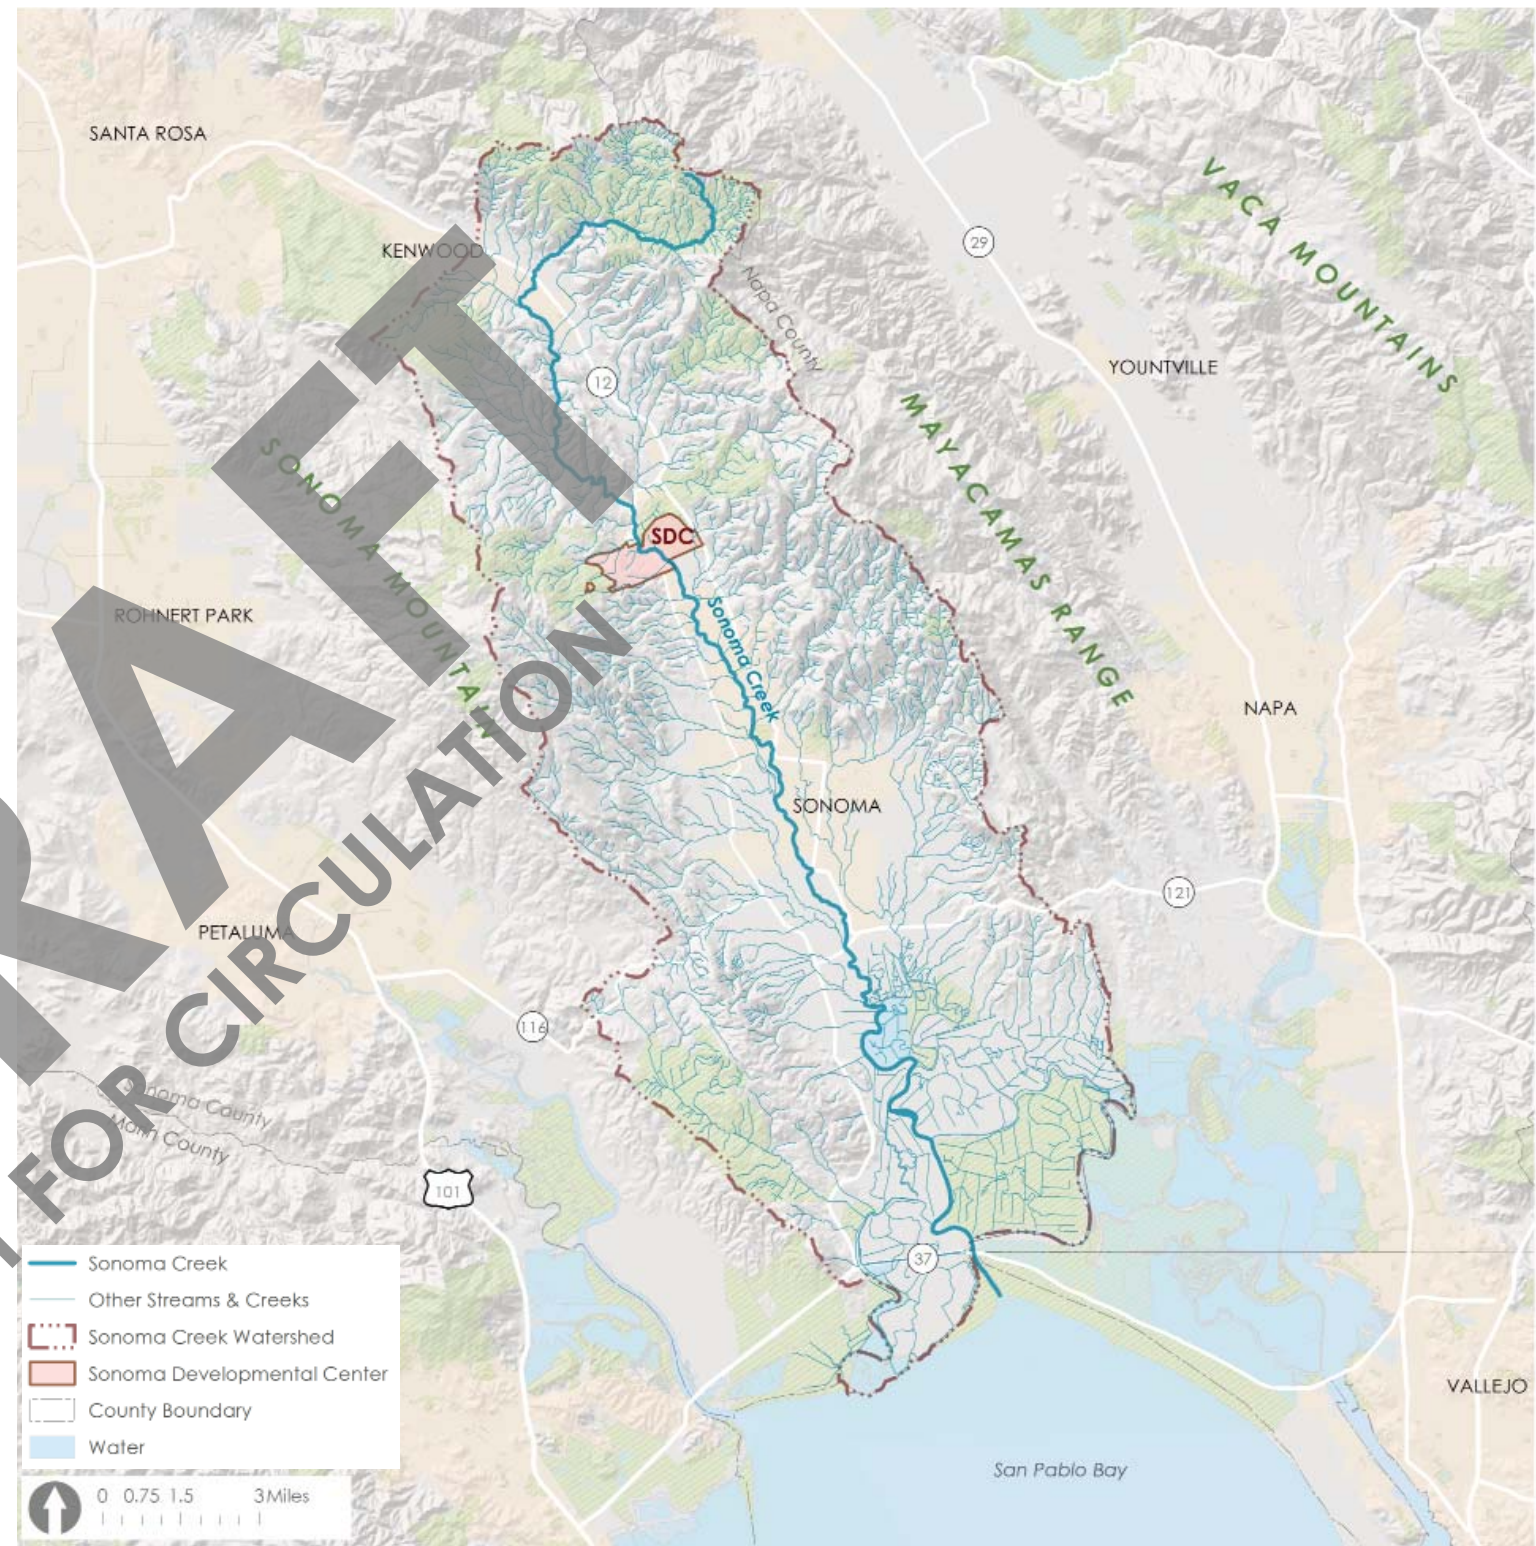 SANTA ROSA
VACA MOUNTAINS
KENWOOD
29
Napa County
YOUNTVILLE
12
MAYACAMAS RANGE
SONOMA MOUNTAIN
SDC
ROHNERT PARK
Sonoma Creek
NAPA
SONOMA
121
PETALUMA
116
Sonoma County
Marin County
101
37
VALLEJO
San Pablo Bay
RAFT
FOR CIRCULATION
Sonoma Creek
Other Streams & Creeks
Sonoma Creek Watershed
Sonoma Developmental Center
County Boundary
Water
0 0.75 1.5 3 Miles